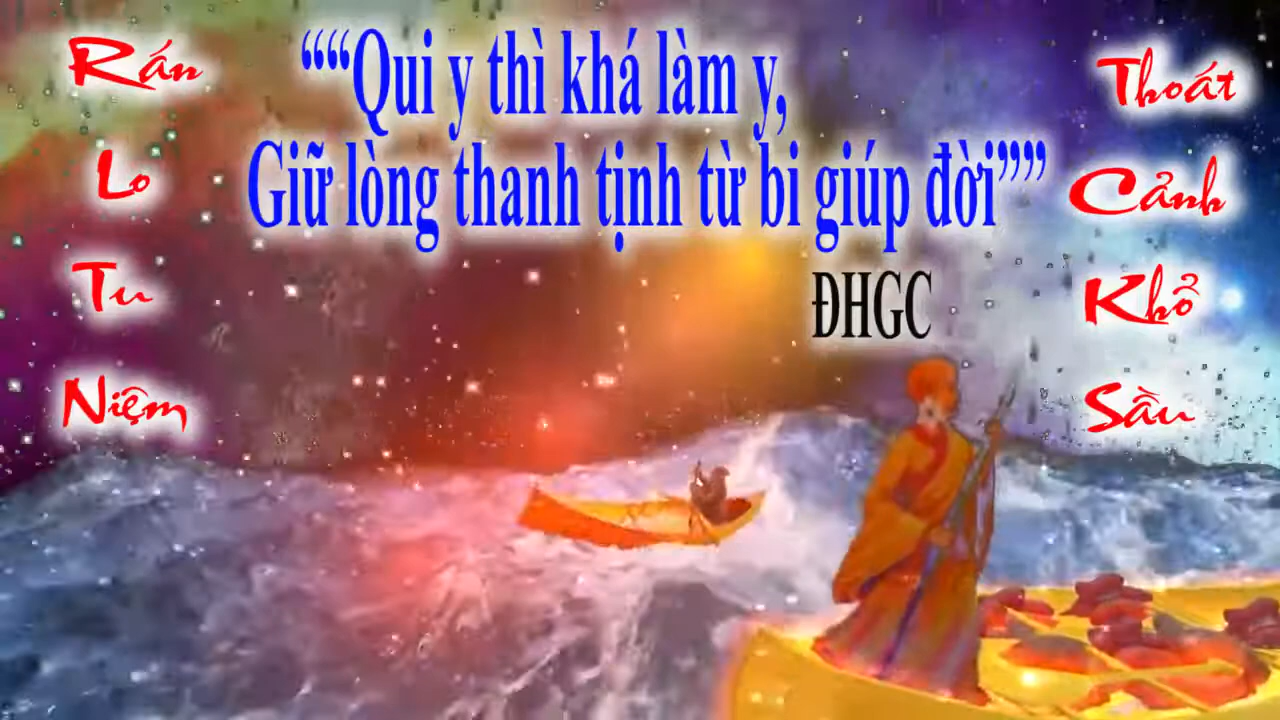 Rấn
Lo
Tu
Niệm
““Qui y thì khá làm y,
Giữ lòng thanh tịnh từ bi giúp đời””
ĐHGC
Thoát
Cảnh
Khổ
Sầu